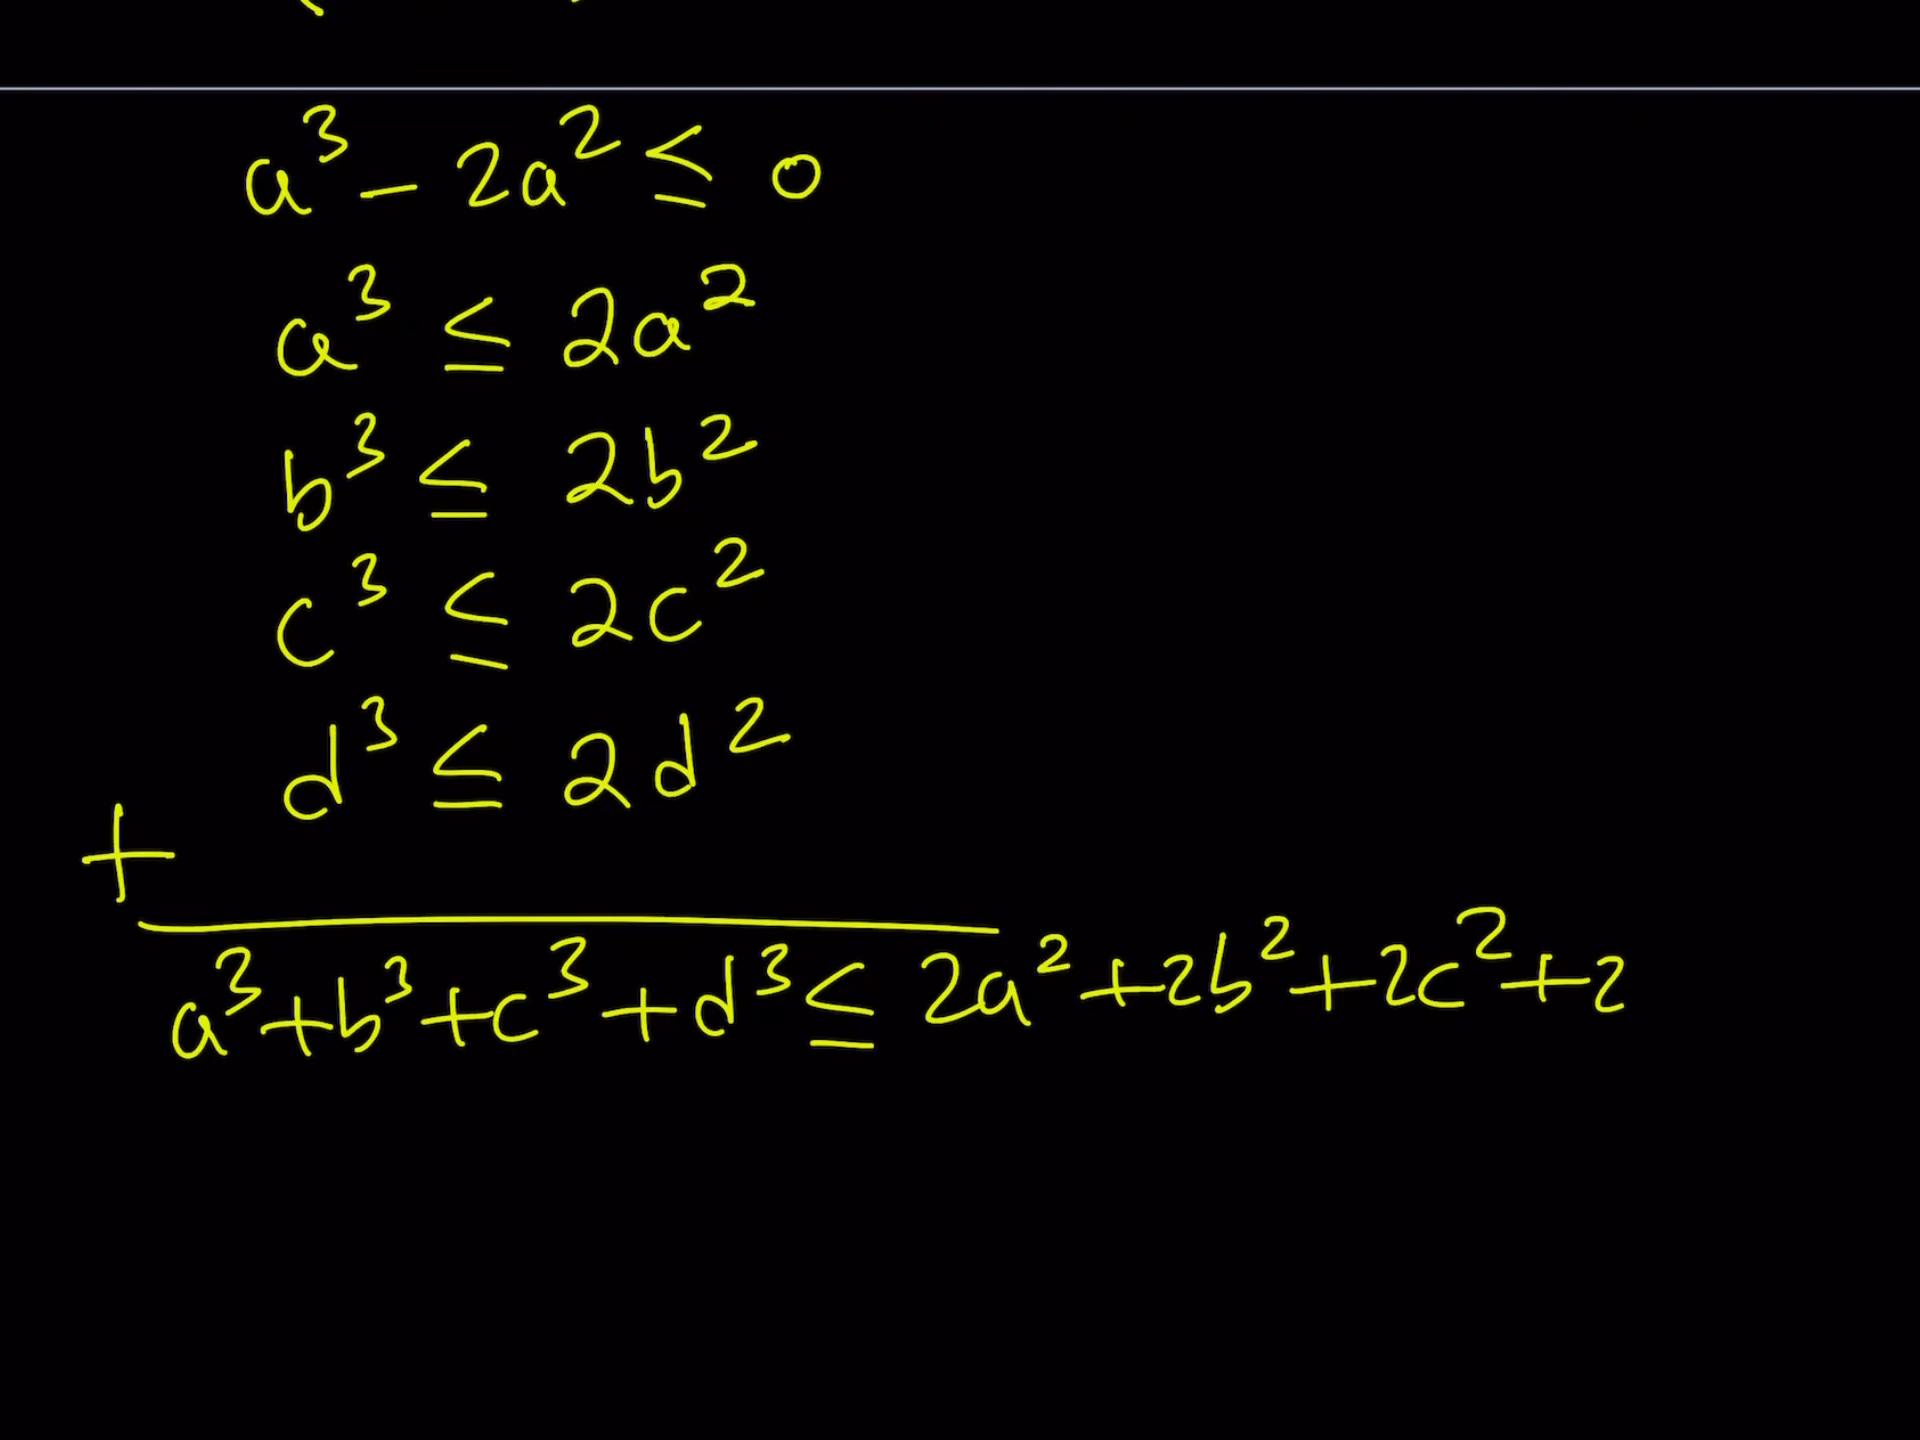 a³ - 2a² ≤ 0
a³ ≤ 2a²
b³ ≤ 2b²
c³ ≤ 2c²
d³ ≤ 2d²
+
a³+b³+c³+d³ ≤ 2a²+2b²+2c²+2